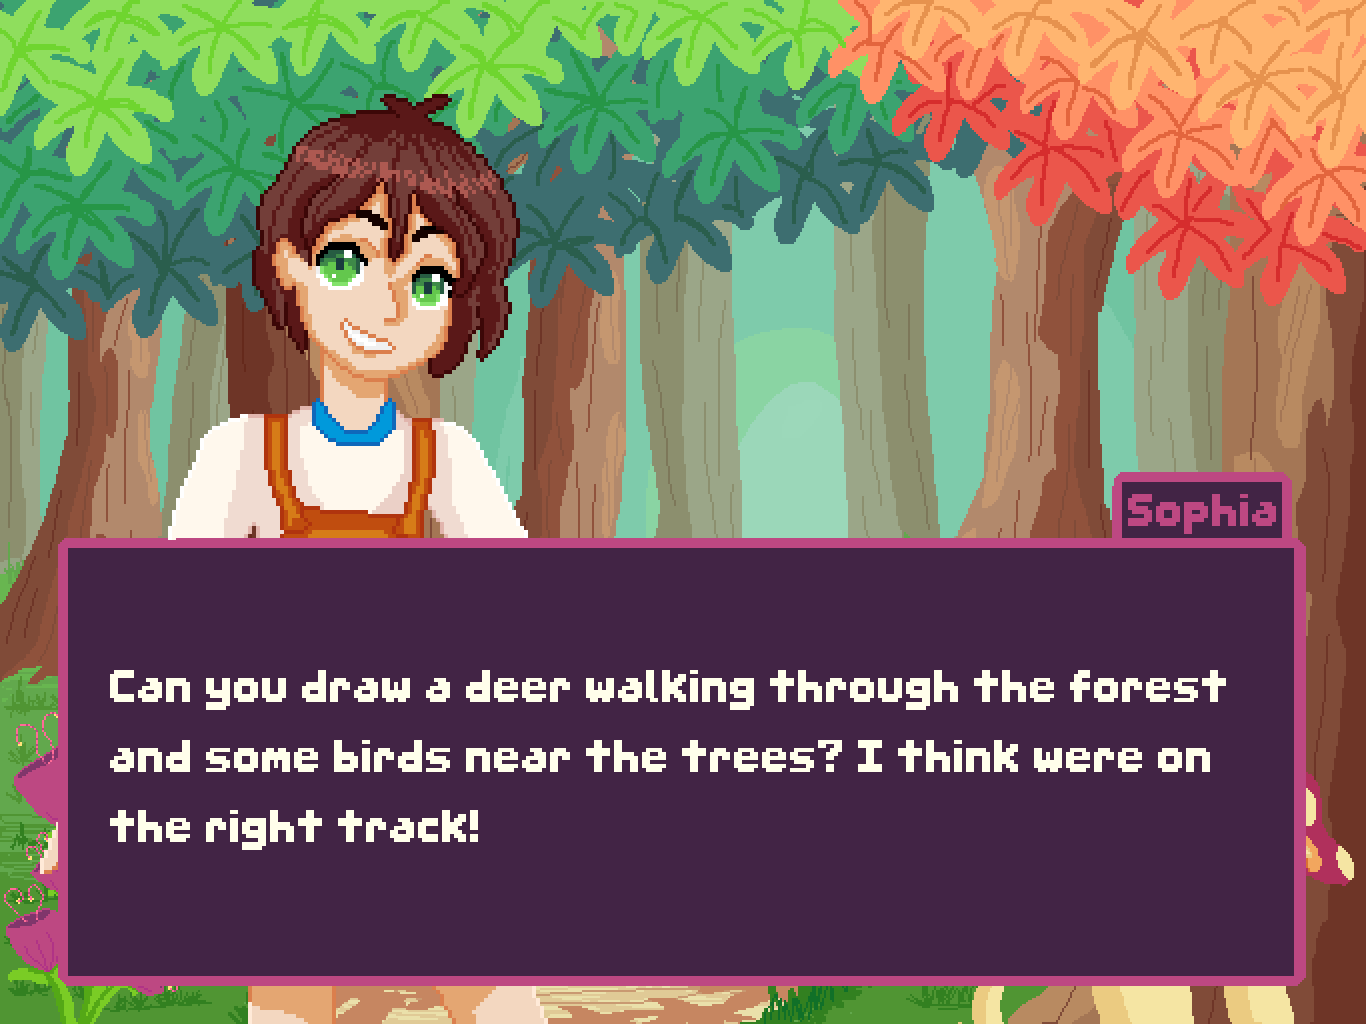 Sophia
Can you draw a deer walking through the forest
and some birds near the trees? I think were on
the right track!